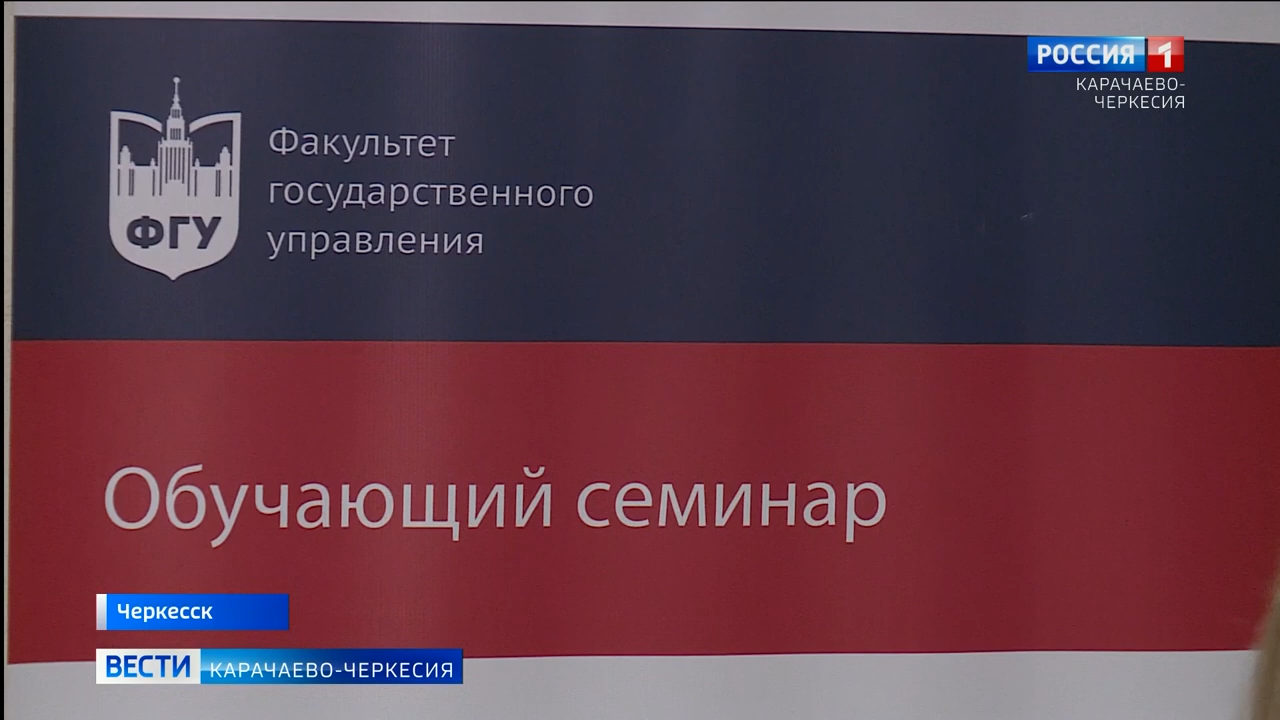 РОССИЯ 1
КАРАЧАЕВО-
ЧЕРКЕСИЯ
ФГУ
Факультет
государственного
управления
Обучающий семинар
Черкесск
ВЕСТИ КАРАЧАЕВО-ЧЕРКЕСИЯ